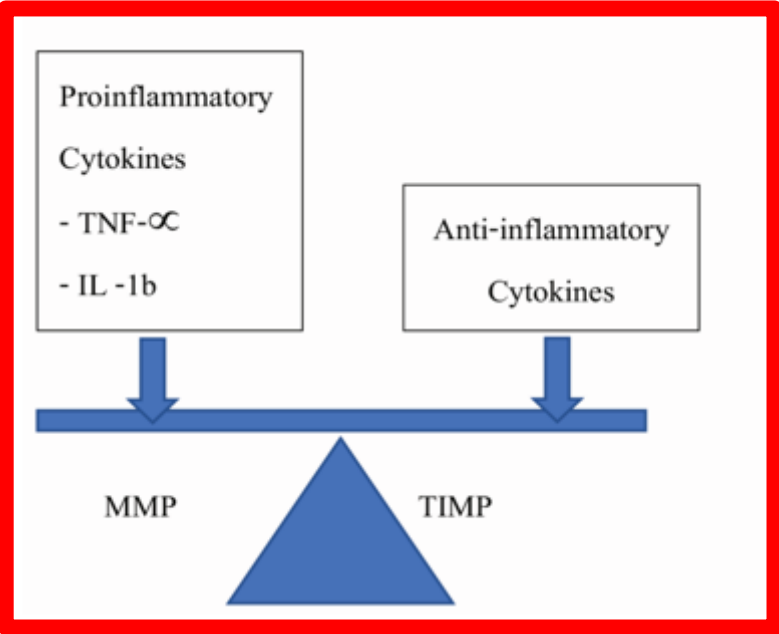 Proinflammatory
Cytokines
- TNF-∝
- IL -1b
Anti-inflammatory
Cytokines
MMP
TIMP